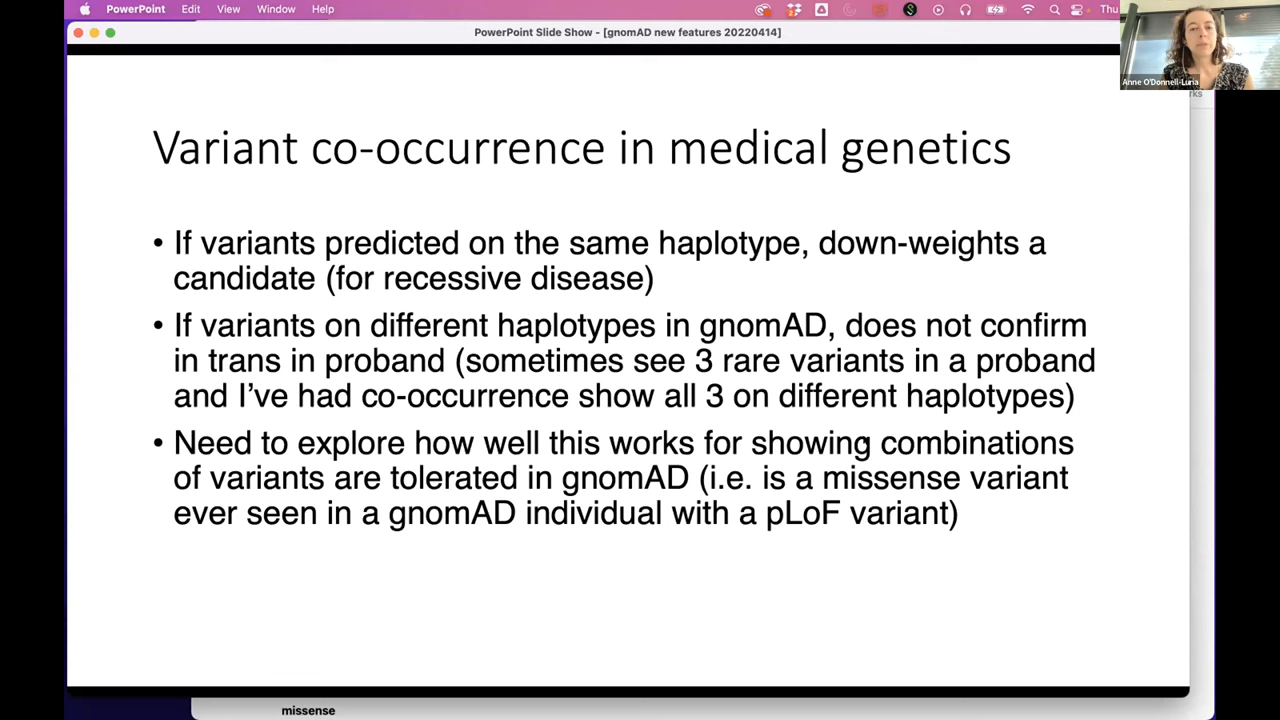 PowerPoint Edit View Window Help Thu
PowerPoint Slide Show - [gnomAD new features 20220414]
Anne O'Donnell-Luria
rks
Variant co-occurrence in medical genetics
• If variants predicted on the same haplotype, down-weights a
candidate (for recessive disease)
• If variants on different haplotypes in gnomAD, does not confirm
in trans in proband (sometimes see 3 rare variants in a proband
and I've had co-occurrence show all 3 on different haplotypes)
• Need to explore how well this works for showing combinations
of variants are tolerated in gnomAD (i.e. is a missense variant
ever seen in a gnomAD individual with a pLoF variant)
missense